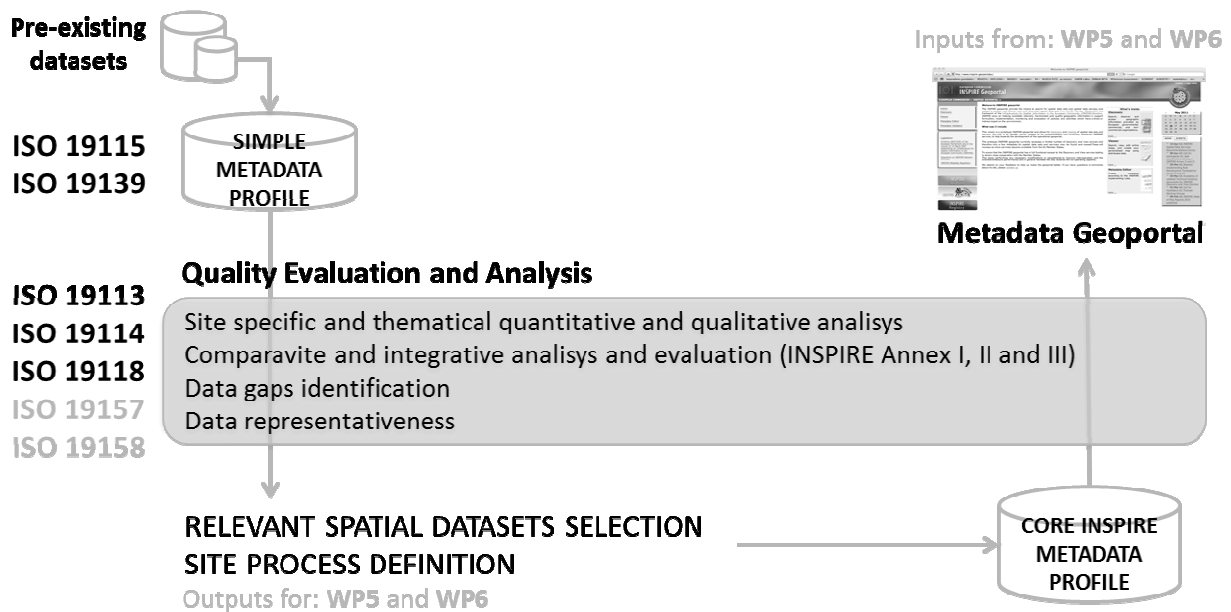 Pre-existing
datasets
Inputs from: WP5 and WP6
INSPIRE Geoportal
ISO 19115
ISO 19139
SIMPLE
METADATA
PROFILE
Metadata Geoportal
Quality Evaluation and Analysis
ISO 19113
ISO 19114
ISO 19118
ISO 19157
ISO 19158
Site specific and thematical quantitative and qualitative analisys
Comparavite and integrative analisys and evaluation (INSPIRE Annex I, II and III)
Data gaps identification
Data representativeness
RELEVANT SPATIAL DATASETS SELECTION
SITE PROCESS DEFINITION
Outputs for: WP5 and WP6
CORE INSPIRE
METADATA
PROFILE